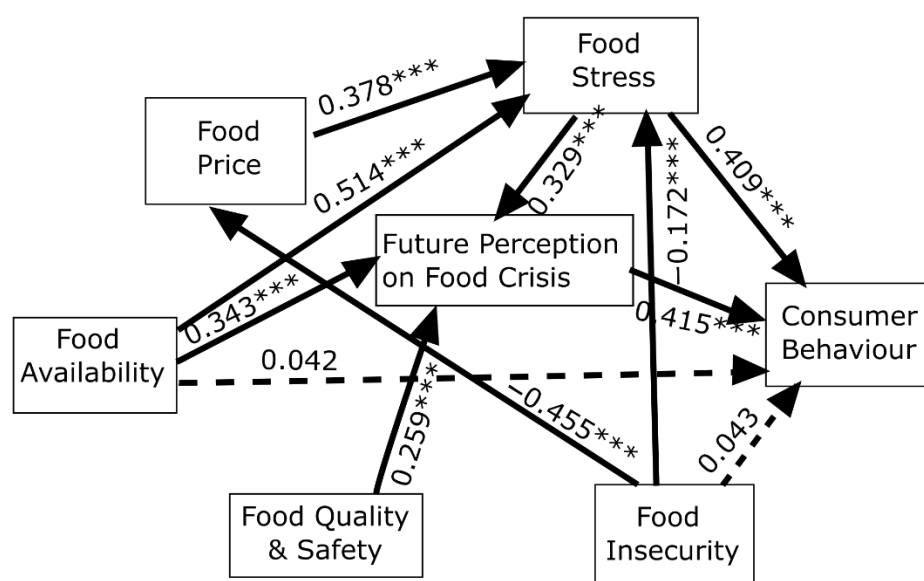 Food
Stress
0.378***
Food
Price
0.514***
0.329***
−0.172***
0.409***
Future Perception
on Food Crisis
0.343***
0.415***
Consumer
Behaviour
Food
Availability
0.042
0.259***
−0.455***
0.043
Food Quality
& Safety
Food
Insecurity